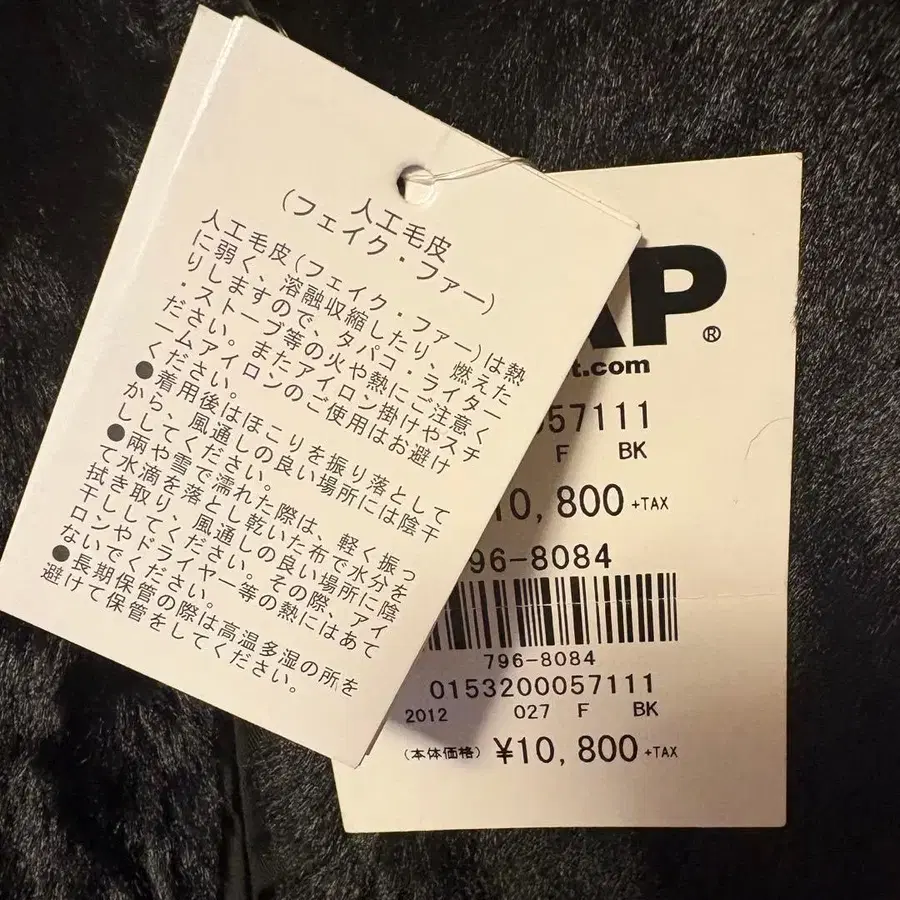 人工毛皮
(フェイク・ファー)
人工毛皮(フェイク・ファー)は熱
に弱く、溶融収縮したり、燃えた
りしますので、タバコ・ライター
・ストーブ等の火や熱にご注意く
ださい。またアイロン掛けやスチ
ームアイロンのご使用はお避け
ください。
●着用後はほこりを振り落として
から、風通しの良い場所には陰干
ししてください。
●雨や雪で濡れた際は、軽く振っ
て水滴を落とし乾いた布で水分を
拭き取り、風通しの良い場所に陰
干ししてください。その際、アイ
ロンやドライヤー等の熱にはあて
ないでください。
●長期保管の際は高温多湿の所を
避けて保管をしてください。
AP®
t.com
057111
F BK
10,800 +TAX
96-8084
796-8084
0153200057111
2012 027 F BK
(本体価格) ¥10,800 +TAX